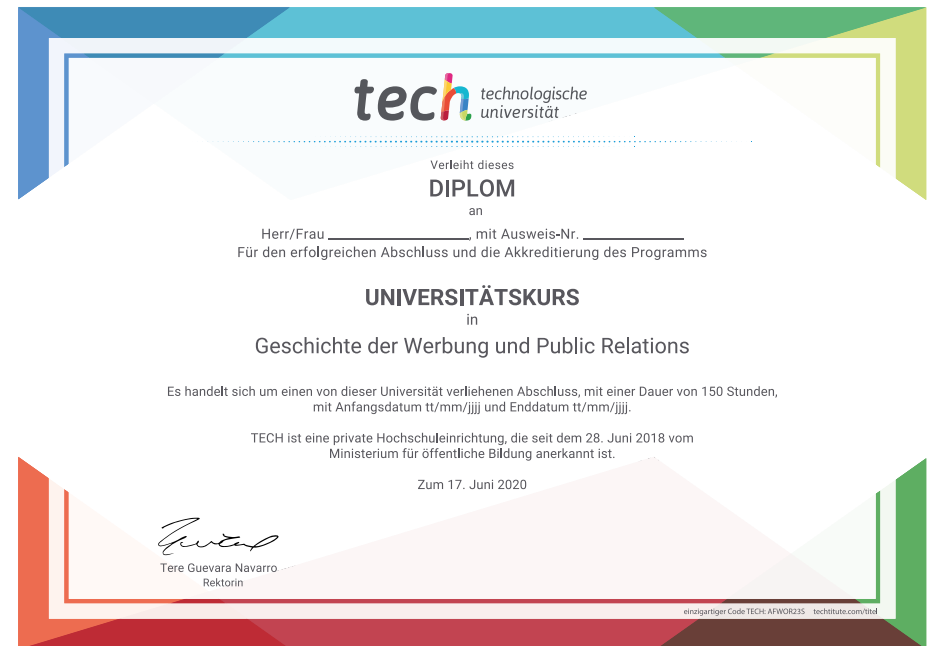 tech technologische
universität
Verleiht dieses
DIPLOM
an
Herr/Frau ____________________, mit Ausweis-Nr. ______________
Für den erfolgreichen Abschluss und die Akkreditierung des Programms
UNIVERSITÄTSKURS
in
Geschichte der Werbung und Public Relations
Es handelt sich um einen von dieser Universität verliehenen Abschluss, mit einer Dauer von 150 Stunden,
mit Anfangsdatum tt/mm/jjjj und Enddatum tt/mm/jjjj.
TECH ist eine private Hochschuleinrichtung, die seit dem 28. Juni 2018 vom
Ministerium für öffentliche Bildung anerkannt ist.
Zum 17. Juni 2020
Tere Guevara Navarro
Rektorin
einzigartiger Code TECH: AFWOR23S techtitute.com/titel